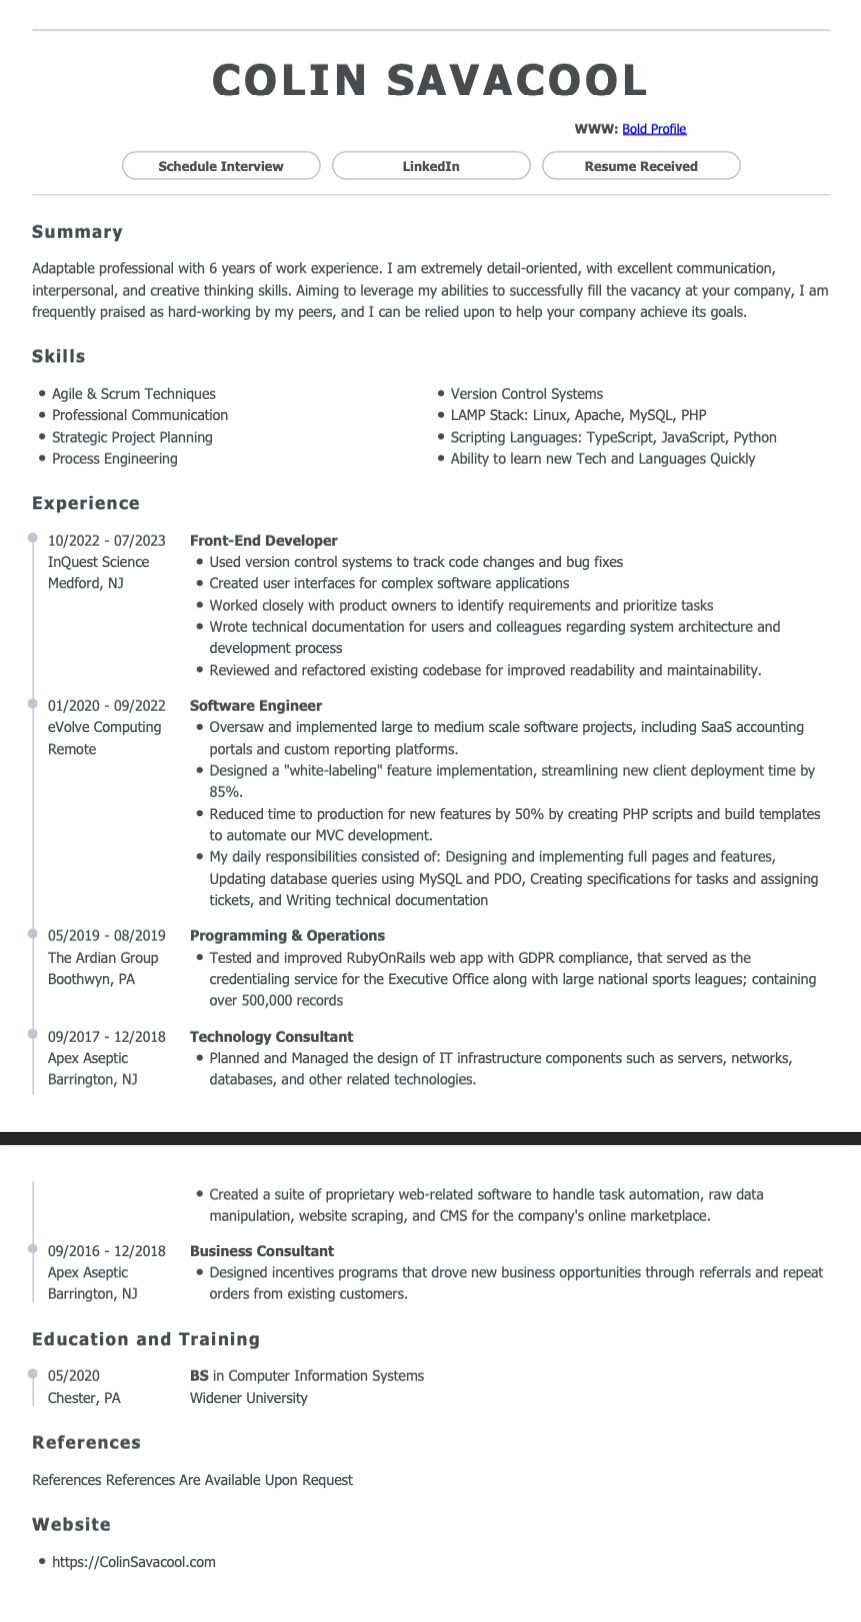 COLIN SAVACOOL
WWW: Bold Profile
Schedule Interview LinkedIn Resume Received
Summary
Adaptable professional with 6 years of work experience. I am extremely detail-oriented, with excellent communication,
interpersonal, and creative thinking skills. Aiming to leverage my abilities to successfully fill the vacancy at your company, I am
frequently praised as hard-working by my peers, and I can be relied upon to help your company achieve its goals.
Skills
• Agile & Scrum Techniques
• Professional Communication
• Strategic Project Planning
• Process Engineering
• Version Control Systems
• LAMP Stack: Linux, Apache, MySQL, PHP
• Scripting Languages: TypeScript, JavaScript, Python
• Ability to learn new Tech and Languages Quickly
Experience
10/2022 - 07/2023
InQuest Science
Medford, NJ
Front-End Developer
• Used version control systems to track code changes and bug fixes
• Created user interfaces for complex software applications
• Worked closely with product owners to identify requirements and prioritize tasks
• Wrote technical documentation for users and colleagues regarding system architecture and
development process
• Reviewed and refactored existing codebase for improved readability and maintainability.
01/2020 - 09/2022
eVolve Computing
Remote
Software Engineer
• Oversaw and implemented large to medium scale software projects, including SaaS accounting
portals and custom reporting platforms.
• Designed a "white-labeling" feature implementation, streamlining new client deployment time by
85%.
• Reduced time to production for new features by 50% by creating PHP scripts and build templates
to automate our MVC development.
• My daily responsibilities consisted of: Designing and implementing full pages and features,
Updating database queries using MySQL and PDO, Creating specifications for tasks and assigning
tickets, and Writing technical documentation
05/2019 - 08/2019
The Ardian Group
Boothwyn, PA
Programming & Operations
• Tested and improved RubyOnRails web app with GDPR compliance, that served as the
credentialing service for the Executive Office along with large national sports leagues; containing
over 500,000 records
09/2017 - 12/2018
Apex Aseptic
Barrington, NJ
Technology Consultant
• Planned and Managed the design of IT infrastructure components such as servers, networks,
databases, and other related technologies.
• Created a suite of proprietary web-related software to handle task automation, raw data
manipulation, website scraping, and CMS for the company's online marketplace.
09/2016 - 12/2018
Apex Aseptic
Barrington, NJ
Business Consultant
• Designed incentives programs that drove new business opportunities through referrals and repeat
orders from existing customers.
Education and Training
05/2020
Chester, PA
BS in Computer Information Systems
Widener University
References
References References Are Available Upon Request
Website
• https://ColinSavacool.com